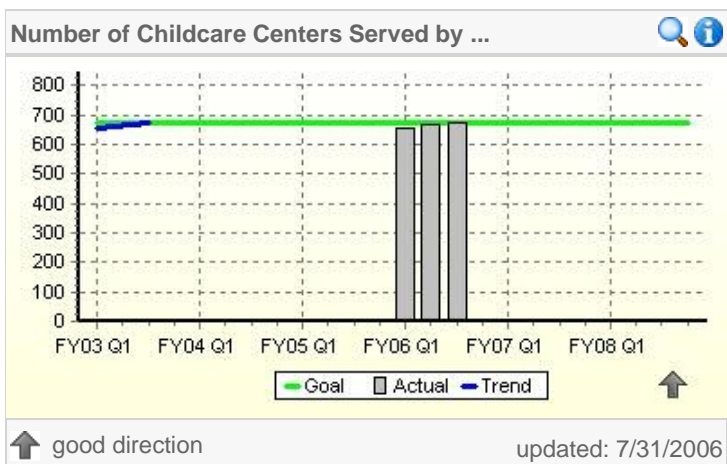 Number of Childcare Centers Served by ...
800
700
600
500
400
300
200
100
0
FY03 Q1 FY04 Q1 FY05 Q1 FY06 Q1 FY07 Q1 FY08 Q1
Goal Actual Trend
good direction updated: 7/31/2006